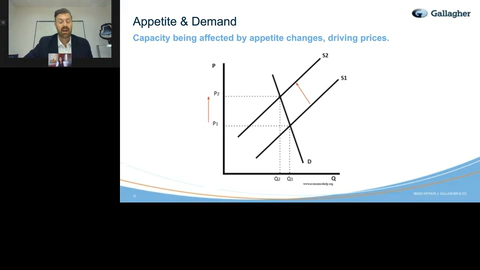 Gallagher
Appetite & Demand
Capacity being affected by appetite changes, driving prices.
P
S2
S1
P2
P1
D
Q2
Q1
Q